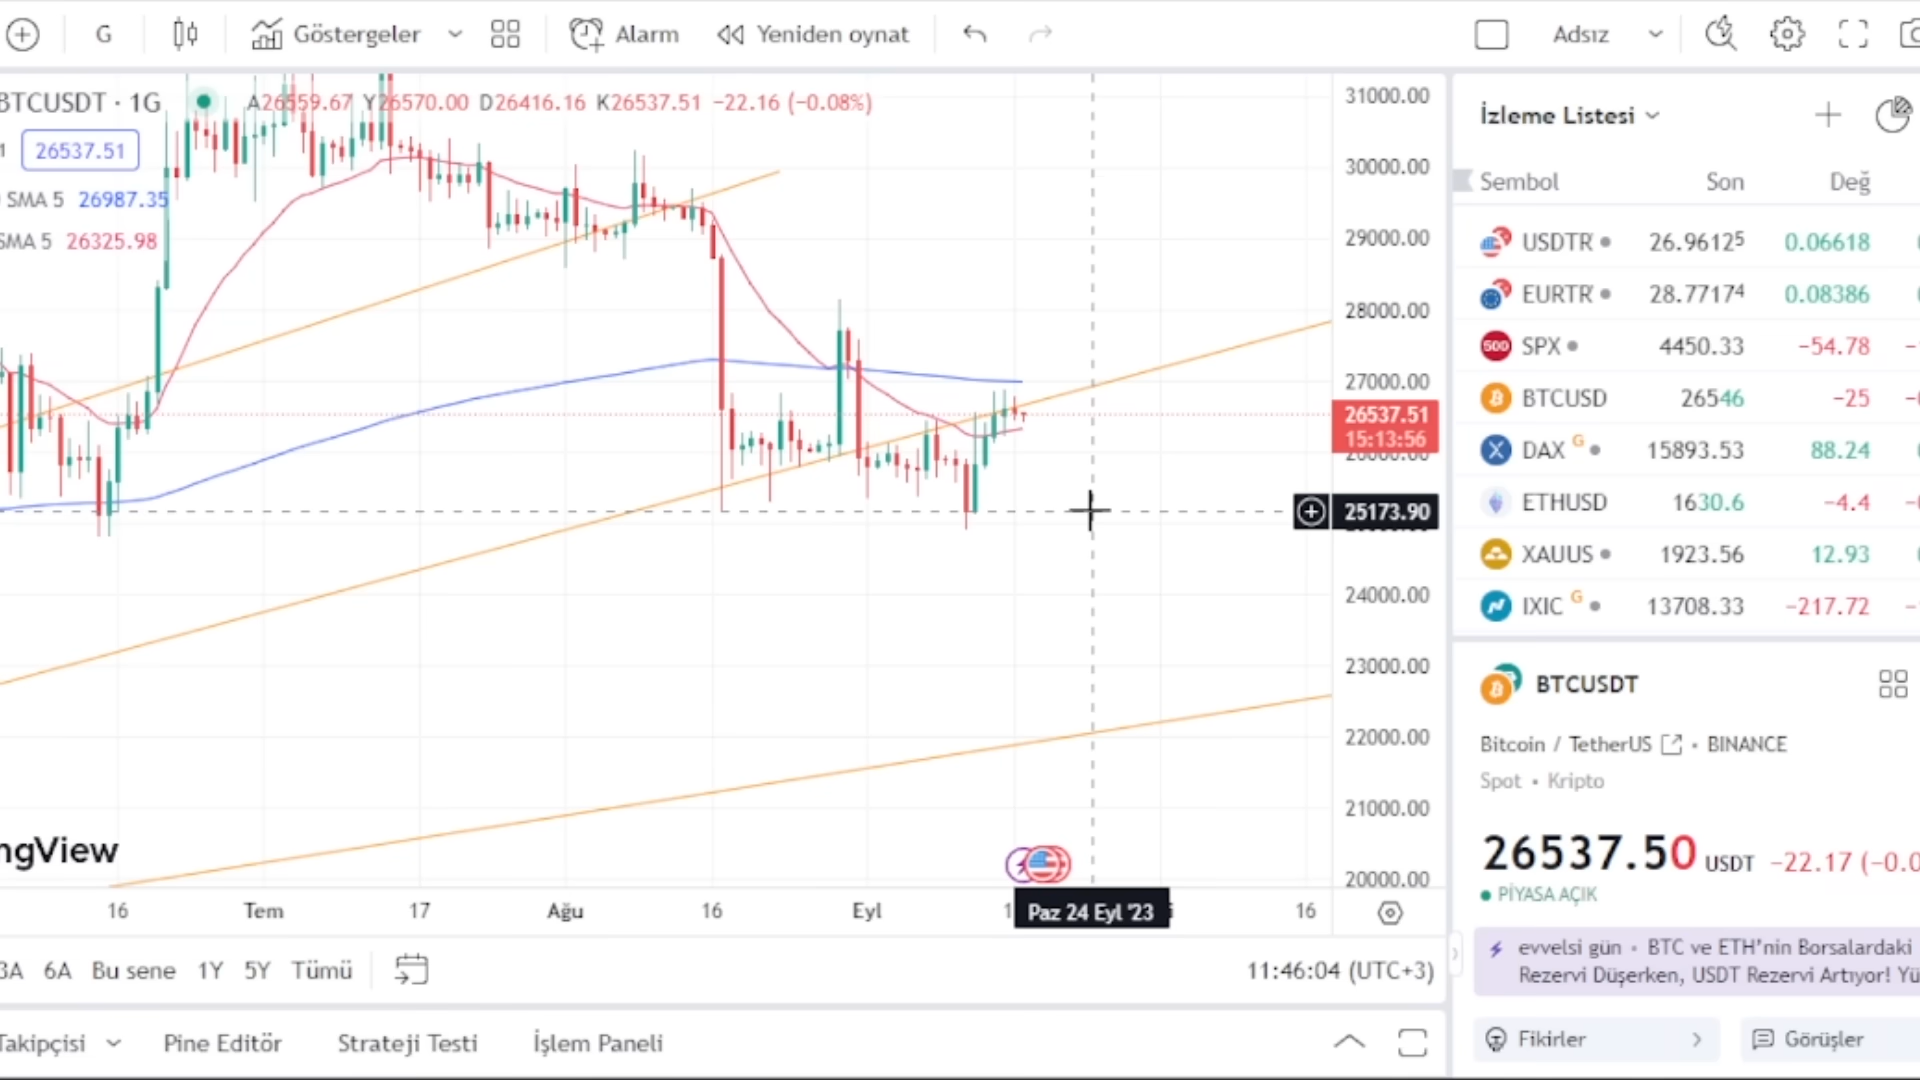 G Göstergeler Alarm Yeniden oynat Adsız
BTCUSDT · 1G A26559.67 Y26570.00 D26416.16 K26537.51 −22.16 (−0.08%)
26537.51
SMA 5 26987.35
SMA 5 26325.98
31000.00
30000.00
29000.00
28000.00
27000.00
26537.51
15:13:56
25173.90
24000.00
23000.00
22000.00
21000.00
20000.00
ngView
16 Tem 17 Ağu 16 Eyl Paz 24 Eyl '23 16
3A 6A Bu sene 1Y 5Y Tümü 11:46:04 (UTC+3)
Takipçisi Pine Editör Strateji Testi İşlem Paneli
İzleme Listesi
Sembol Son Değ
USDTR 26.96125 0.06618
EURTR 28.77174 0.08386
500 SPX 4450.33 −54.78
BTCUSD 26546 −25
DAX G 15893.53 88.24
ETHUSD 1630.6 −4.4
XAUUS 1923.56 12.93
IXIC G 13708.33 −217.72
BTCUSDT
Bitcoin / TetherUS • BINANCE
Spot • Kripto
26537.50 USDT −22.17 (−0.0
PİYASA AÇIK
evvelsi gün • BTC ve ETH'nin Borsalardaki
Rezervi Düşerken, USDT Rezervi Artıyor! Yü
Fikirler Görüşler